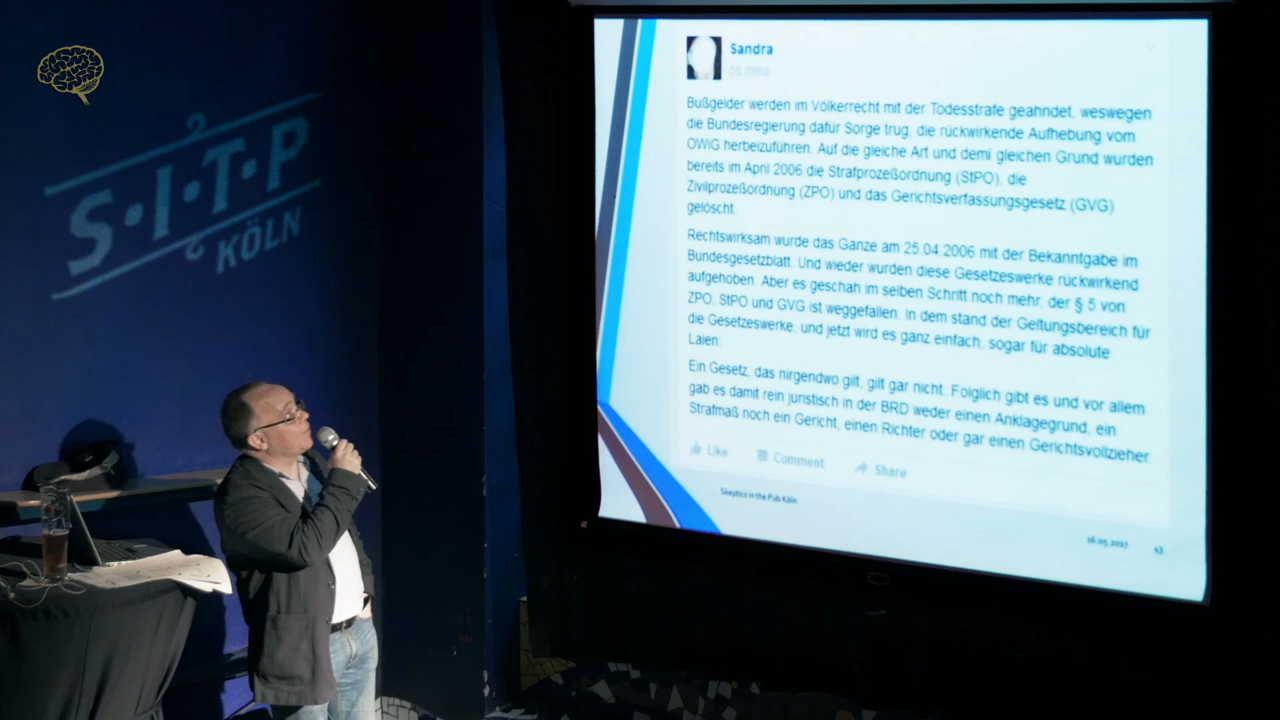 S·I·T·P
KÖLN
Sandra
56 mins
Bußgelder werden im Völkerrecht mit der Todesstrafe geahndet, weswegen
die Bundesregierung dafür Sorge trug, die rückwirkende Aufhebung vom
OWiG herbeizuführen. Auf die gleiche Art und demi gleichen Grund wurden
bereits im April 2006 die Strafprozeßordnung (StPO), die
Zivilprozeßordnung (ZPO) und das Gerichtsverfassungsgesetz (GVG)
gelöscht.
Rechtswirksam wurde das Ganze am 25.04.2006 mit der Bekanntgabe im
Bundesgesetzblatt. Und wieder wurden diese Gesetzeswerke rückwirkend
aufgehoben. Aber es geschah im selben Schritt noch mehr, der § 5 von
ZPO, StPO und GVG ist weggefallen. In dem stand der Geltungsbereich für
die Gesetzeswerke, und jetzt wird es ganz einfach, sogar für absolute
Laien:
Ein Gesetz, das nirgendwo gilt, gilt gar nicht. Folglich gibt es und vor allem
gab es damit rein juristisch in der BRD weder einen Anklagegrund, ein
Strafmaß noch ein Gericht, einen Richter oder gar einen Gerichtsvollzieher.
Like Comment Share
Skeptics in the Pub Köln
16.05.2017 43